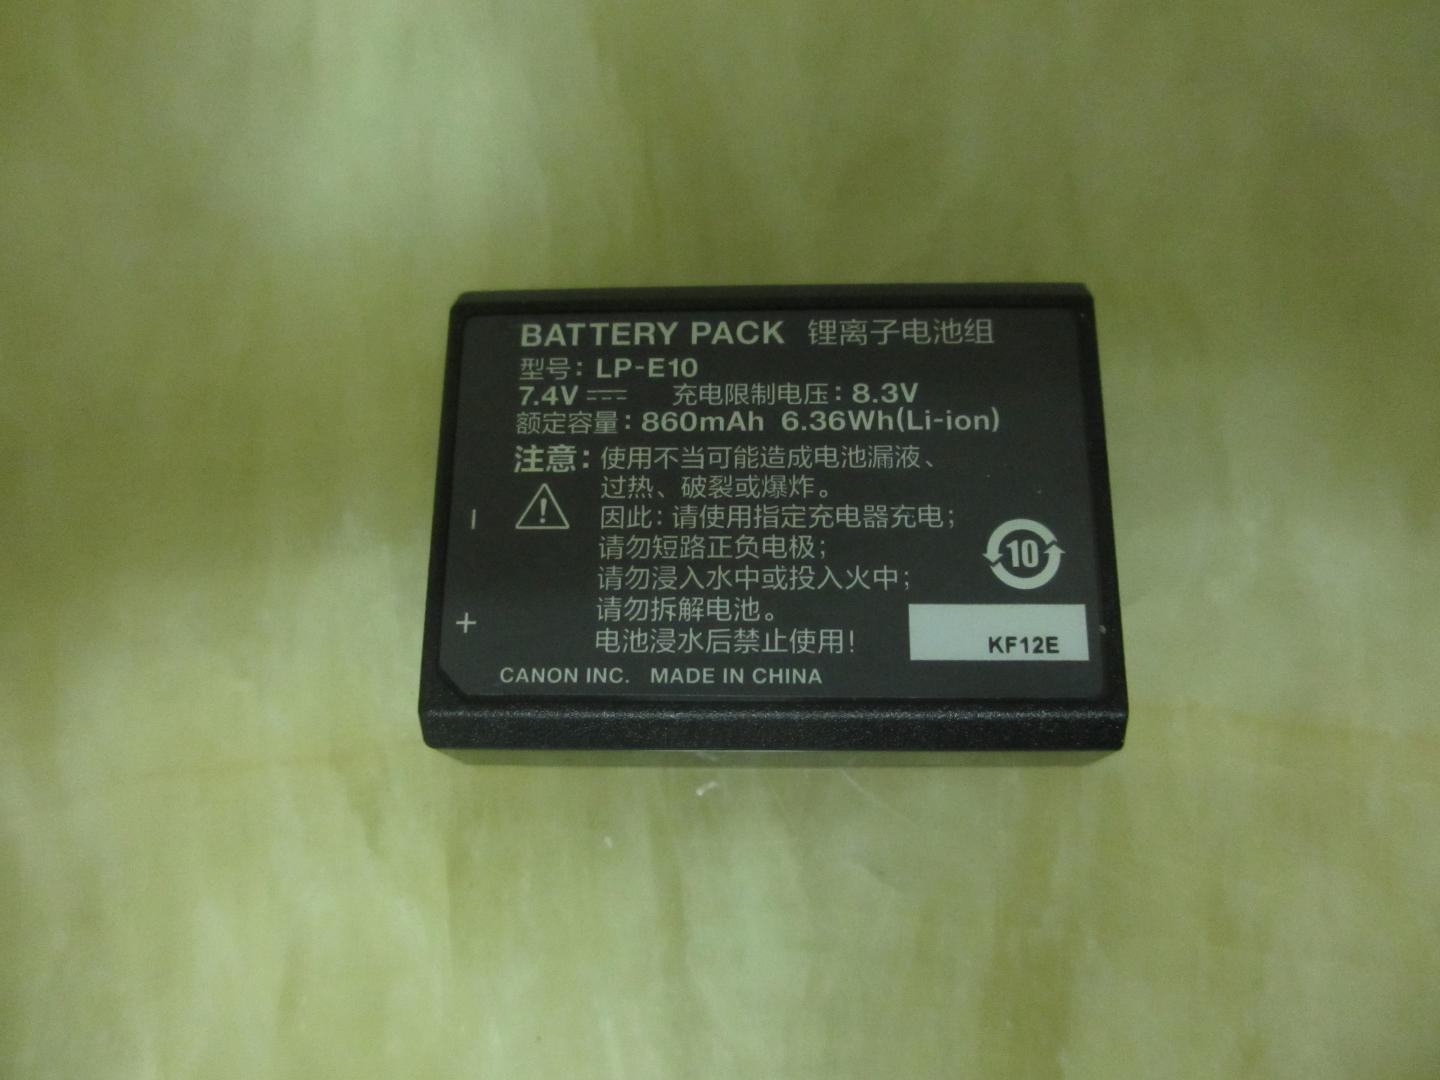 BATTERY PACK 锂离子电池组
型号: LP-E10
7.4V 充电限制电压: 8.3V
额定容量: 860mAh 6.36Wh(Li-ion)
注意: 使用不当可能造成电池漏液、
过热、破裂或爆炸。
因此: 请使用指定充电器充电;
请勿短路正负电极;
请勿浸入水中或投入火中;
请勿拆解电池。
电池浸水后禁止使用!
−
+
10
KF12E
CANON INC. MADE IN CHINA